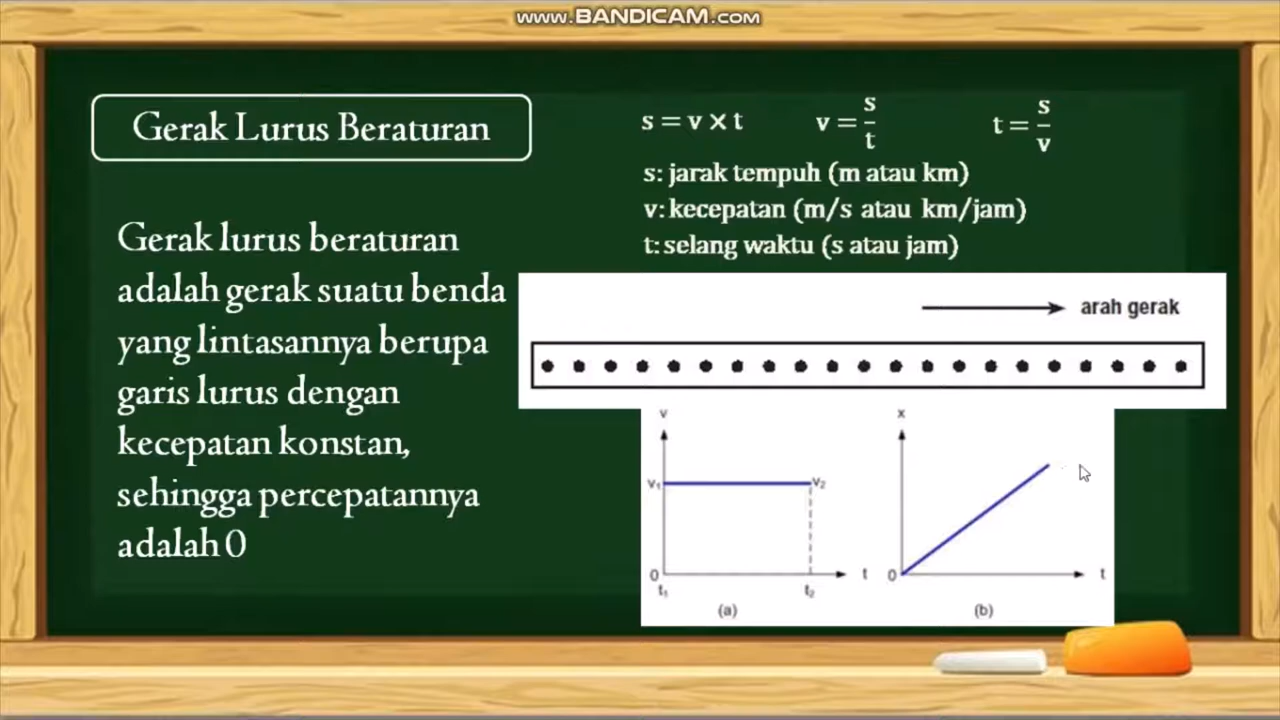 www.BANDICAM.com
Gerak Lurus Beraturan
Gerak lurus beraturan
adalah gerak suatu benda
yang lintasannya berupa
garis lurus dengan
kecepatan konstan,
sehingga percepatannya
adalah 0
s = v × t v = s/t t = s/v
s: jarak tempuh (m atau km)
v: kecepatan (m/s atau km/jam)
t: selang waktu (s atau jam)
arah gerak
v
v₁ v₂
0 t
t₁ t₂
(a)
x
0 t
(b)